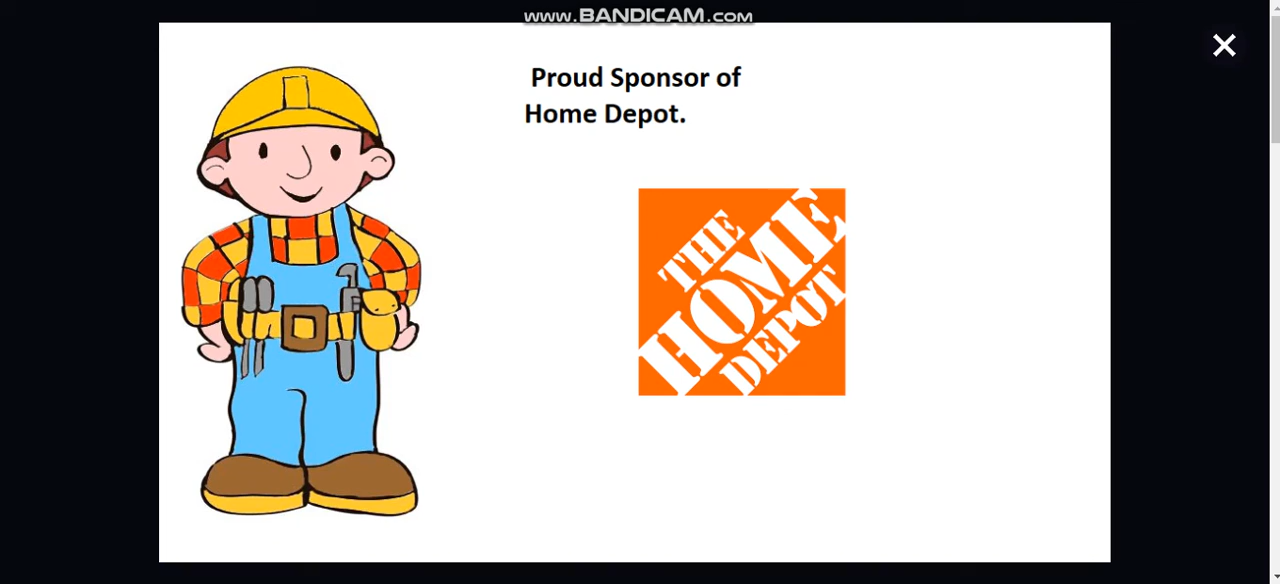 www.BANDICAM.com
Proud Sponsor of
Home Depot.
THE
HOME
DEPOT